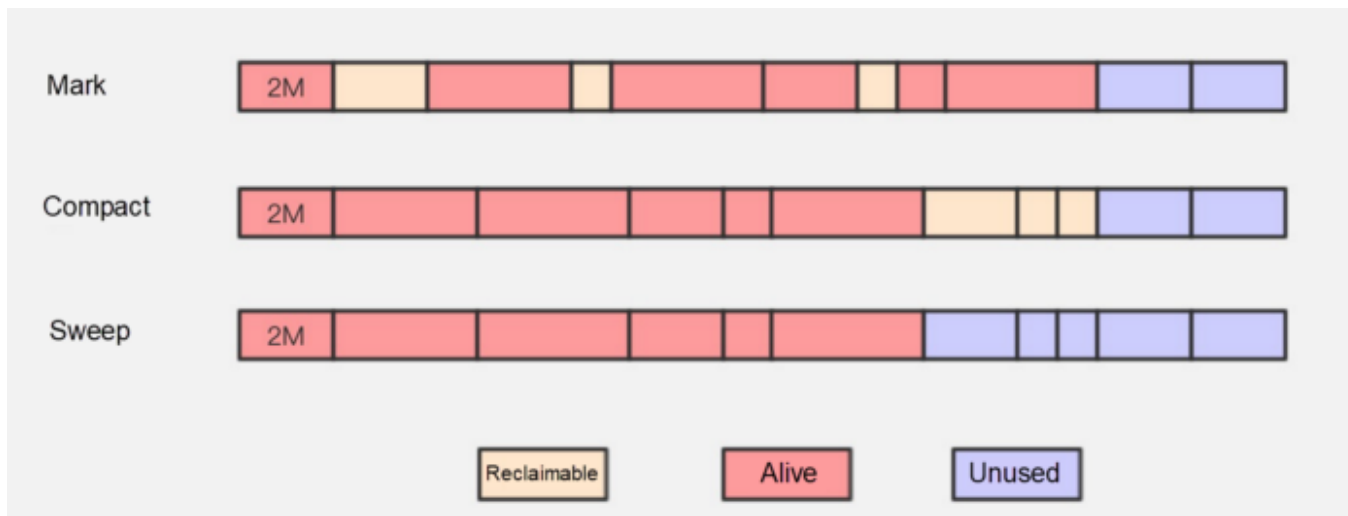 Mark
2M
Compact
2M
Sweep
2M
Reclaimable
Alive
Unused